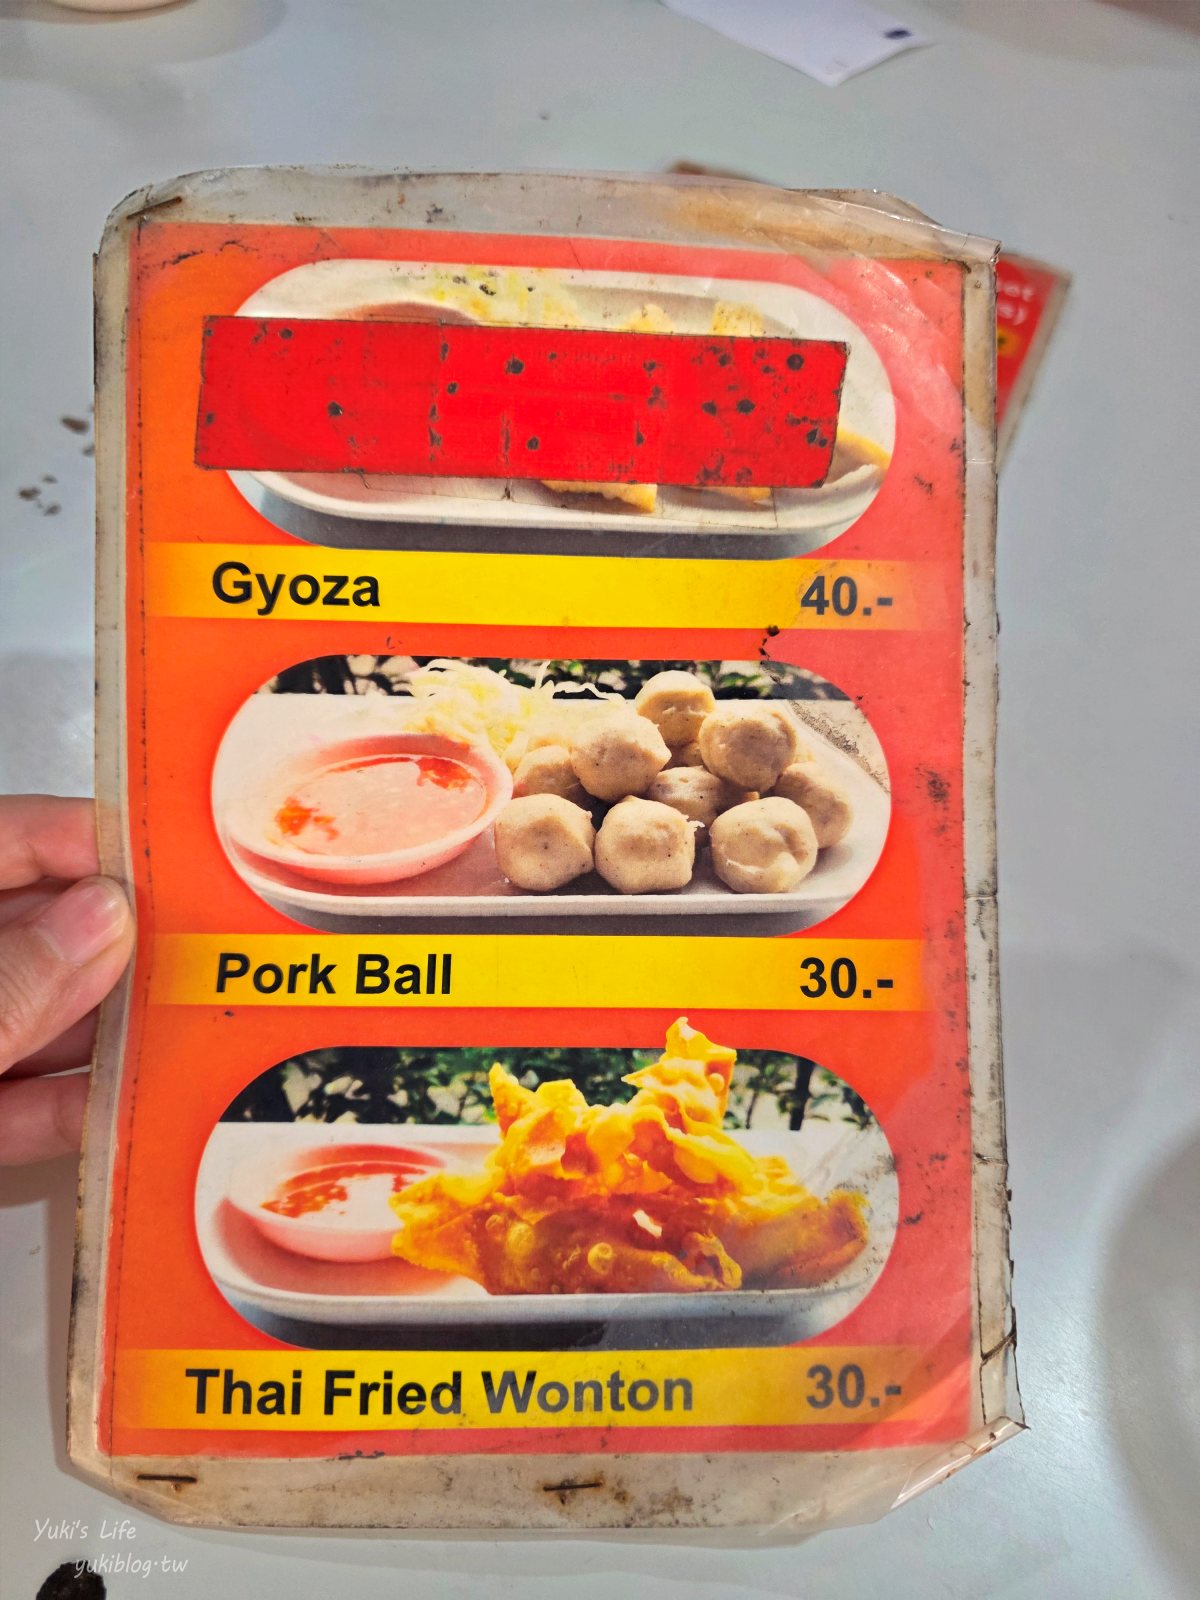 Gyoza 40.-
Pork Ball 30.-
Thai Fried Wonton 30.-
Yuki's Life
yukiblog.tw